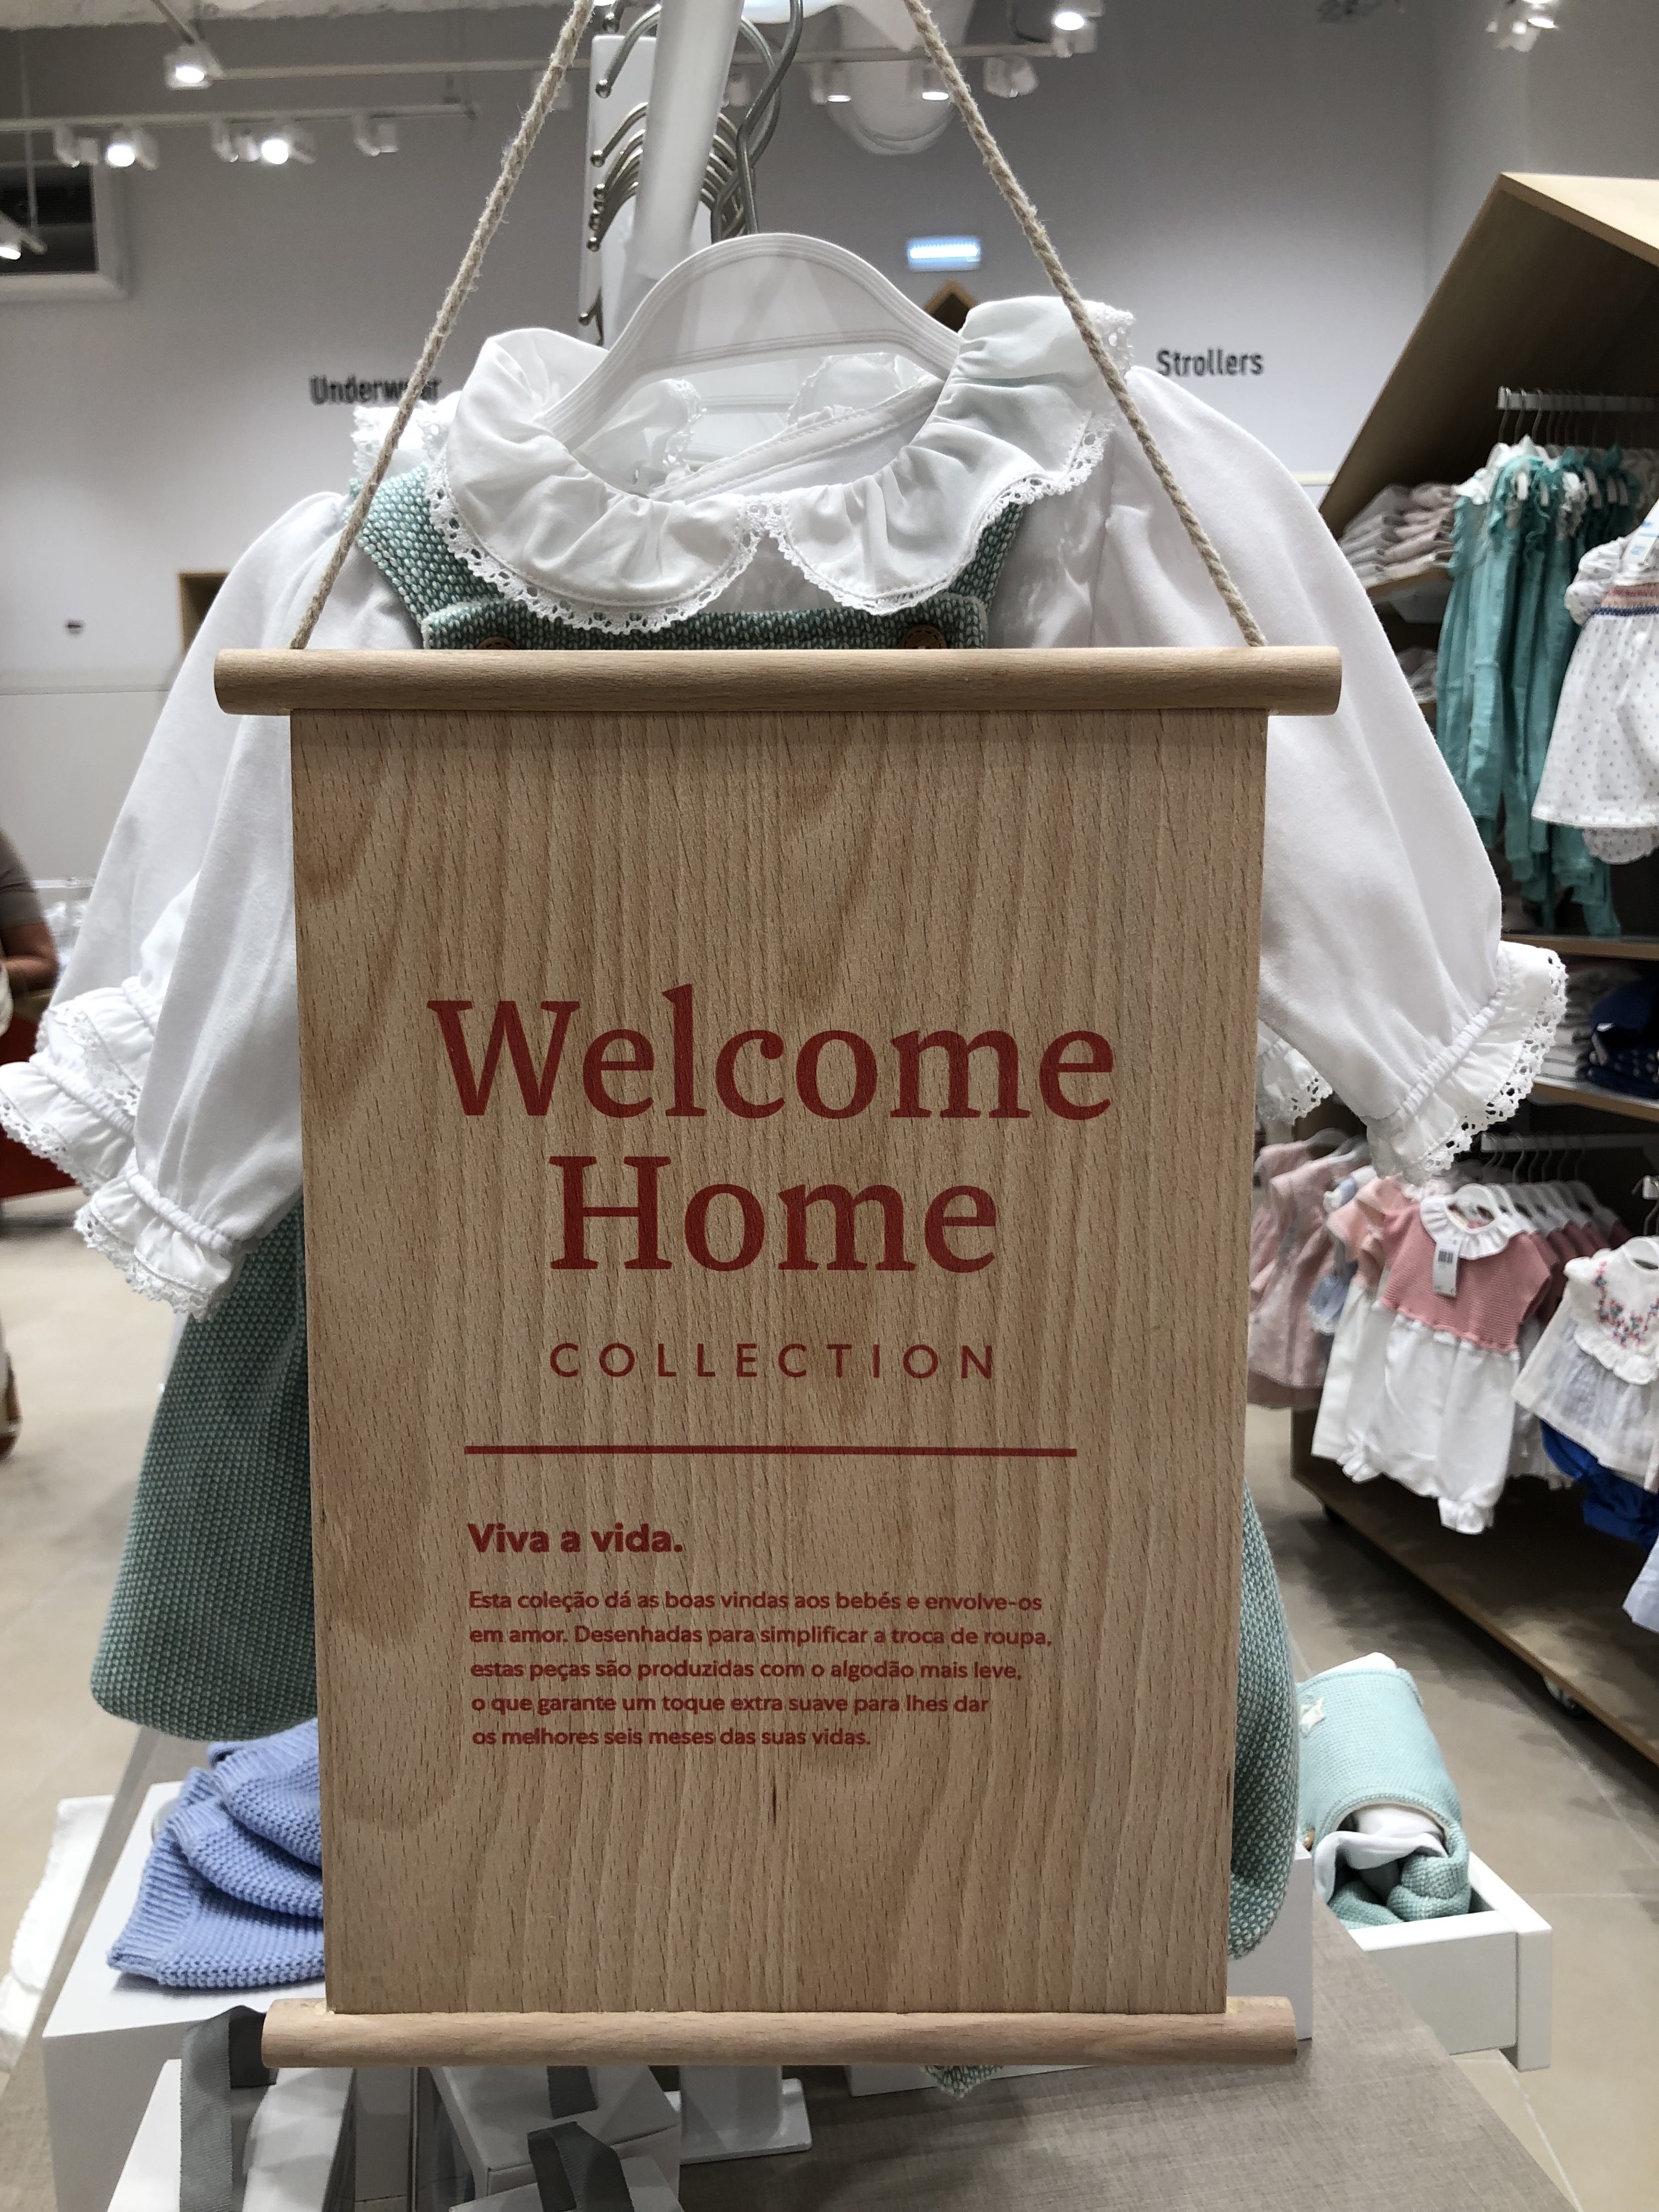 Underwear
Strollers
Welcome
Home
COLLECTION
Viva a vida.
Esta coleção dá as boas vindas aos bebés e envolve-os
em amor. Desenhadas para simplificar a troca de roupa,
estas peças são produzidas com o algodão mais leve,
o que garante um toque extra suave para lhes dar
os melhores seis meses das suas vidas.